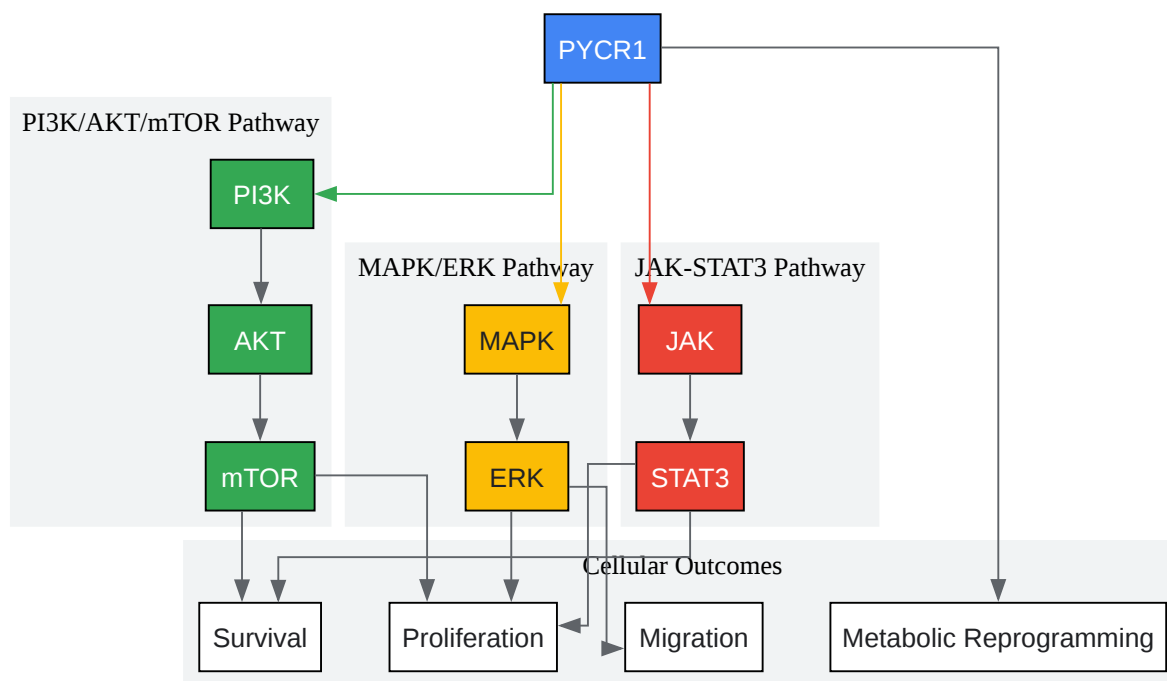 PYCR1
PI3K/AKT/mTOR Pathway
PI3K
MAPK/ERK Pathway
JAK-STAT3 Pathway
AKT
MAPK
JAK
mTOR
ERK
STAT3
Cellular Outcomes
Survival
Proliferation
Migration
Metabolic Reprogramming